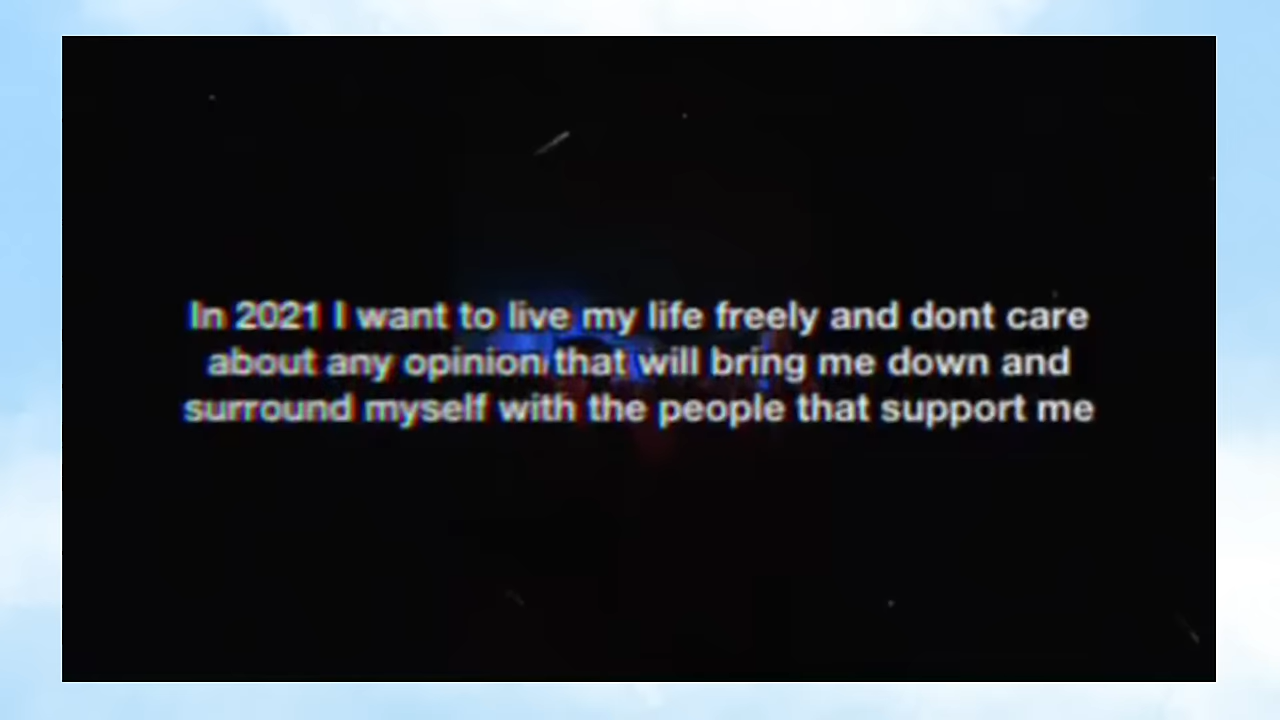 In 2021 I want to live my life freely and dont care
about any opinion that will bring me down and
surround myself with the people that support me